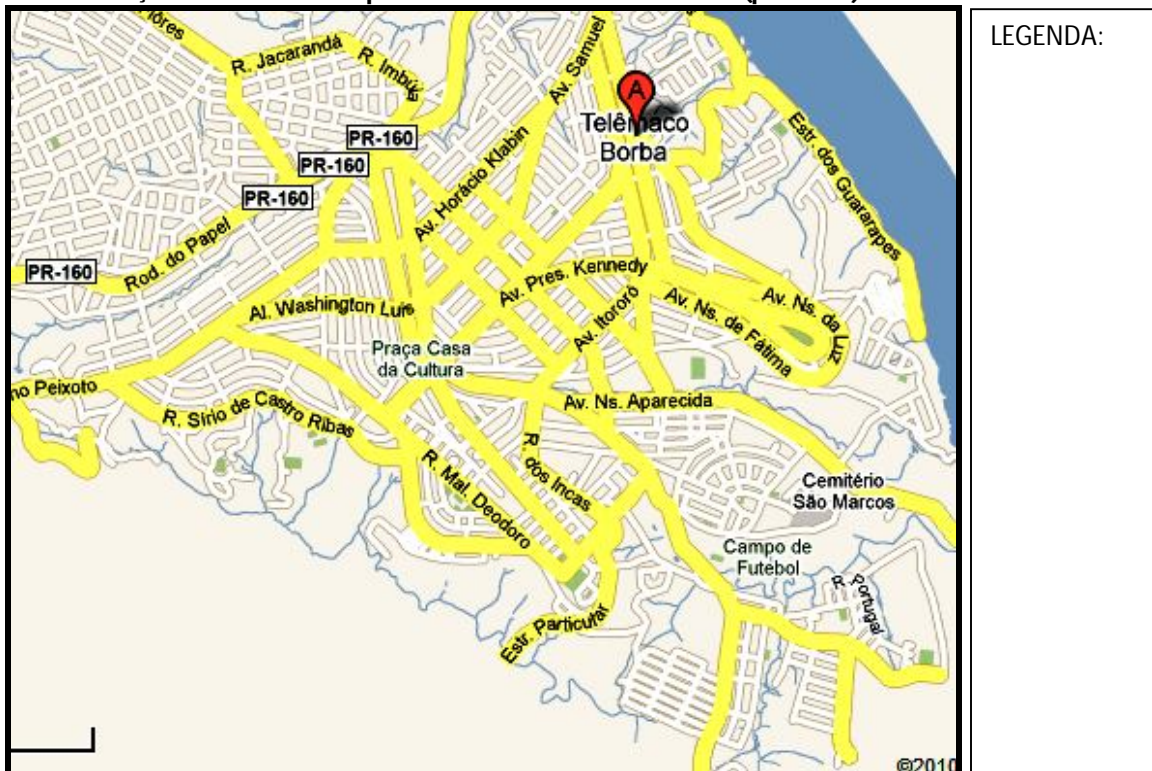 LEGENDA:
R. Jacarandá
R. Imbúia
Av. Samuel
A
Telêmaco
Borba
PR-160
PR-160
PR-160
PR-160
Rod. do Papel
Av. Horácio Klabin
Estr. dos Guararapes
Av. Pres. Kennedy
Av. Itororó
Av. Ns. de Fátima
Av. Ns. da Luz
Al. Washington Luis
Praça Casa
da Cultura
no Peixoto
R. Sírio de Castro Ribas
Av. Ns. Aparecida
R. dos Incas
R. Mal. Deodoro
Cemitério
São Marcos
Campo de
Futebol
R. Portugal
Estr. Particular
©2010